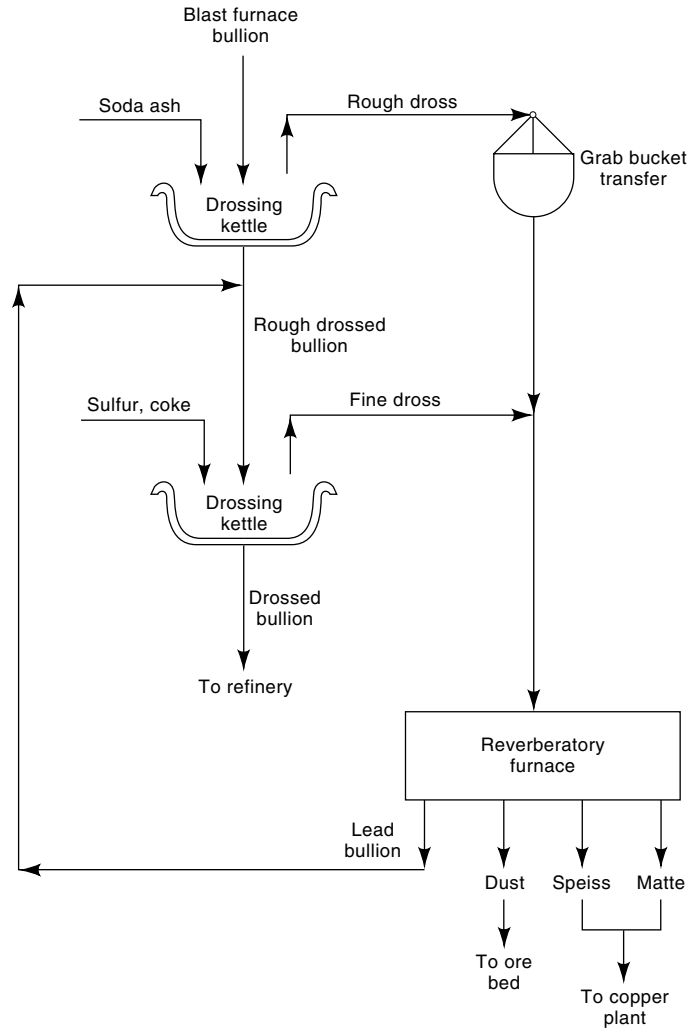 Blast furnace
bullion
Soda ash
Rough dross
Grab bucket
transfer
Drossing
kettle
Rough drossed
bullion
Sulfur, coke
Fine dross
Drossing
kettle
Drossed
bullion
To refinery
Reverberatory
furnace
Lead
bullion
Dust
Speiss
Matte
To ore
bed
To copper
plant